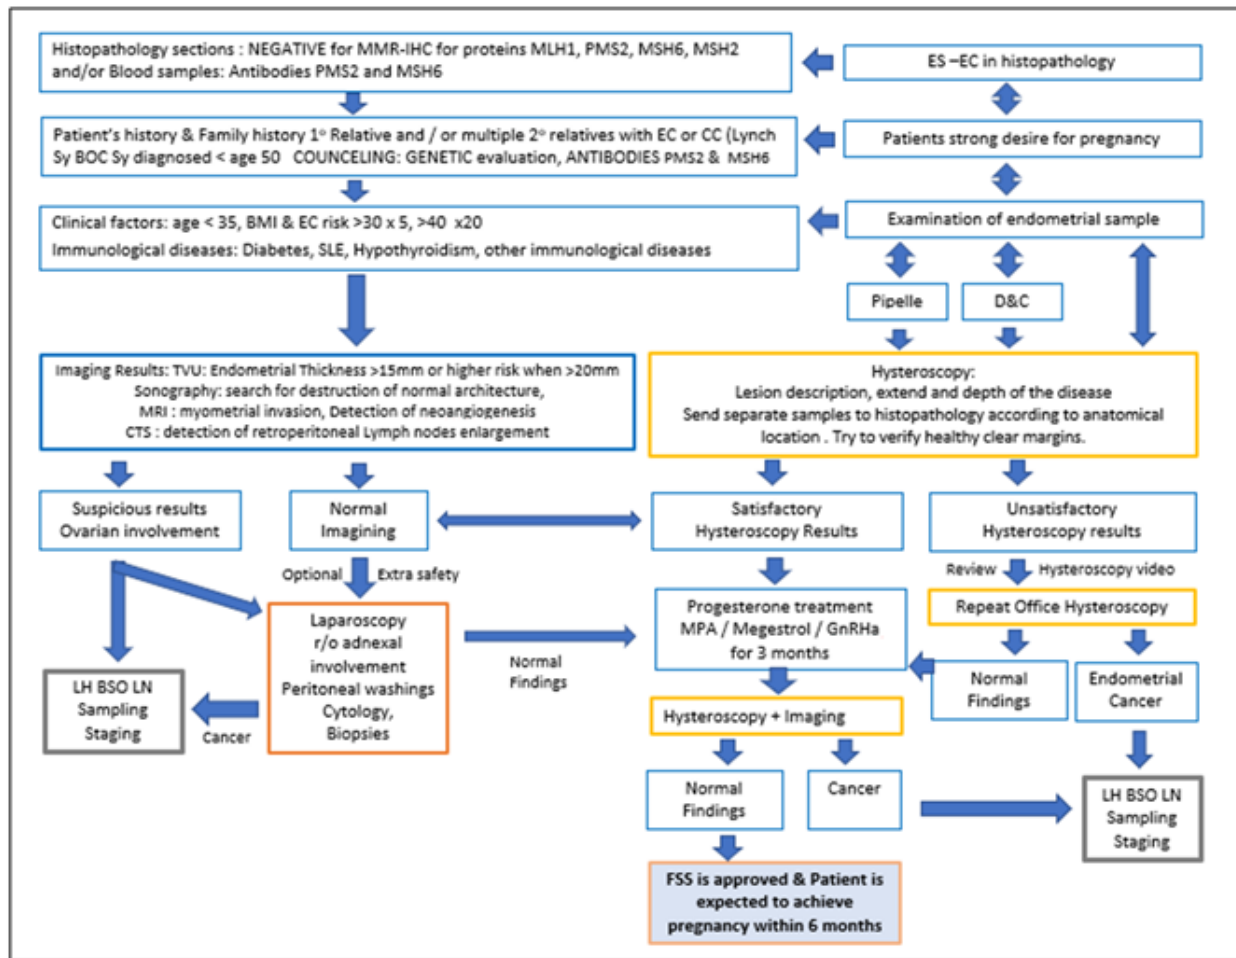 Histopathology sections : NEGATIVE for MMR-IHC for proteins MLH1, PMS2, MSH6, MSH2
and/or Blood samples: Antibodies PMS2 and MSH6
ES –EC in histopathology
Patient's history & Family history 1º Relative and / or multiple 2º relatives with EC or CC (Lynch
Sy BOC Sy diagnosed < age 50 COUNCELING: GENETIC evaluation, ANTIBODIES PMS2 & MSH6
Patients strong desire for pregnancy
Clinical factors: age < 35, BMI & EC risk >30 x 5, >40 x20
Immunological diseases: Diabetes, SLE, Hypothyroidism, other immunological diseases
Examination of endometrial sample
Pipelle
D&C
Imaging Results: TVU: Endometrial Thickness >15mm or higher risk when >20mm
Sonography: search for destruction of normal architecture,
MRI : myometrial invasion, Detection of neoangiogenesis
CTS : detection of retroperitoneal Lymph nodes enlargement
Hysteroscopy:
Lesion description, extend and depth of the disease
Send separate samples to histopathology according to anatomical
location . Try to verify healthy clear margins.
Suspicious results
Ovarian involvement
Normal
Imagining
Satisfactory
Hysteroscopy Results
Unsatisfactory
Hysteroscopy results
Optional
Extra safety
Review
Hysteroscopy video
Laparoscopy
r/o adnexal
involvement
Peritoneal washings
Cytology,
Biopsies
Normal
Findings
Progesterone treatment
MPA / Megestrol / GnRHa
for 3 months
Repeat Office Hysteroscopy
Normal
Findings
Endometrial
Cancer
LH BSO LN
Sampling
Staging
Cancer
Hysteroscopy + Imaging
Normal
Findings
Cancer
LH BSO LN
Sampling
Staging
FSS is approved & Patient is
expected to achieve
pregnancy within 6 months